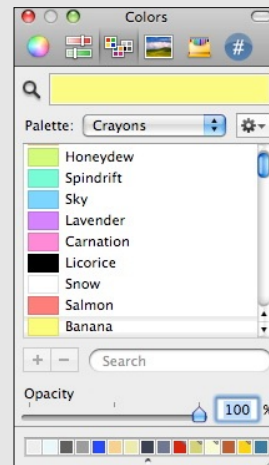 Colors
#
Palette: Crayons
Honeydew
Spindrift
Sky
Lavender
Carnation
Licorice
Snow
Salmon
Banana
+ −
Search
Opacity
100 %